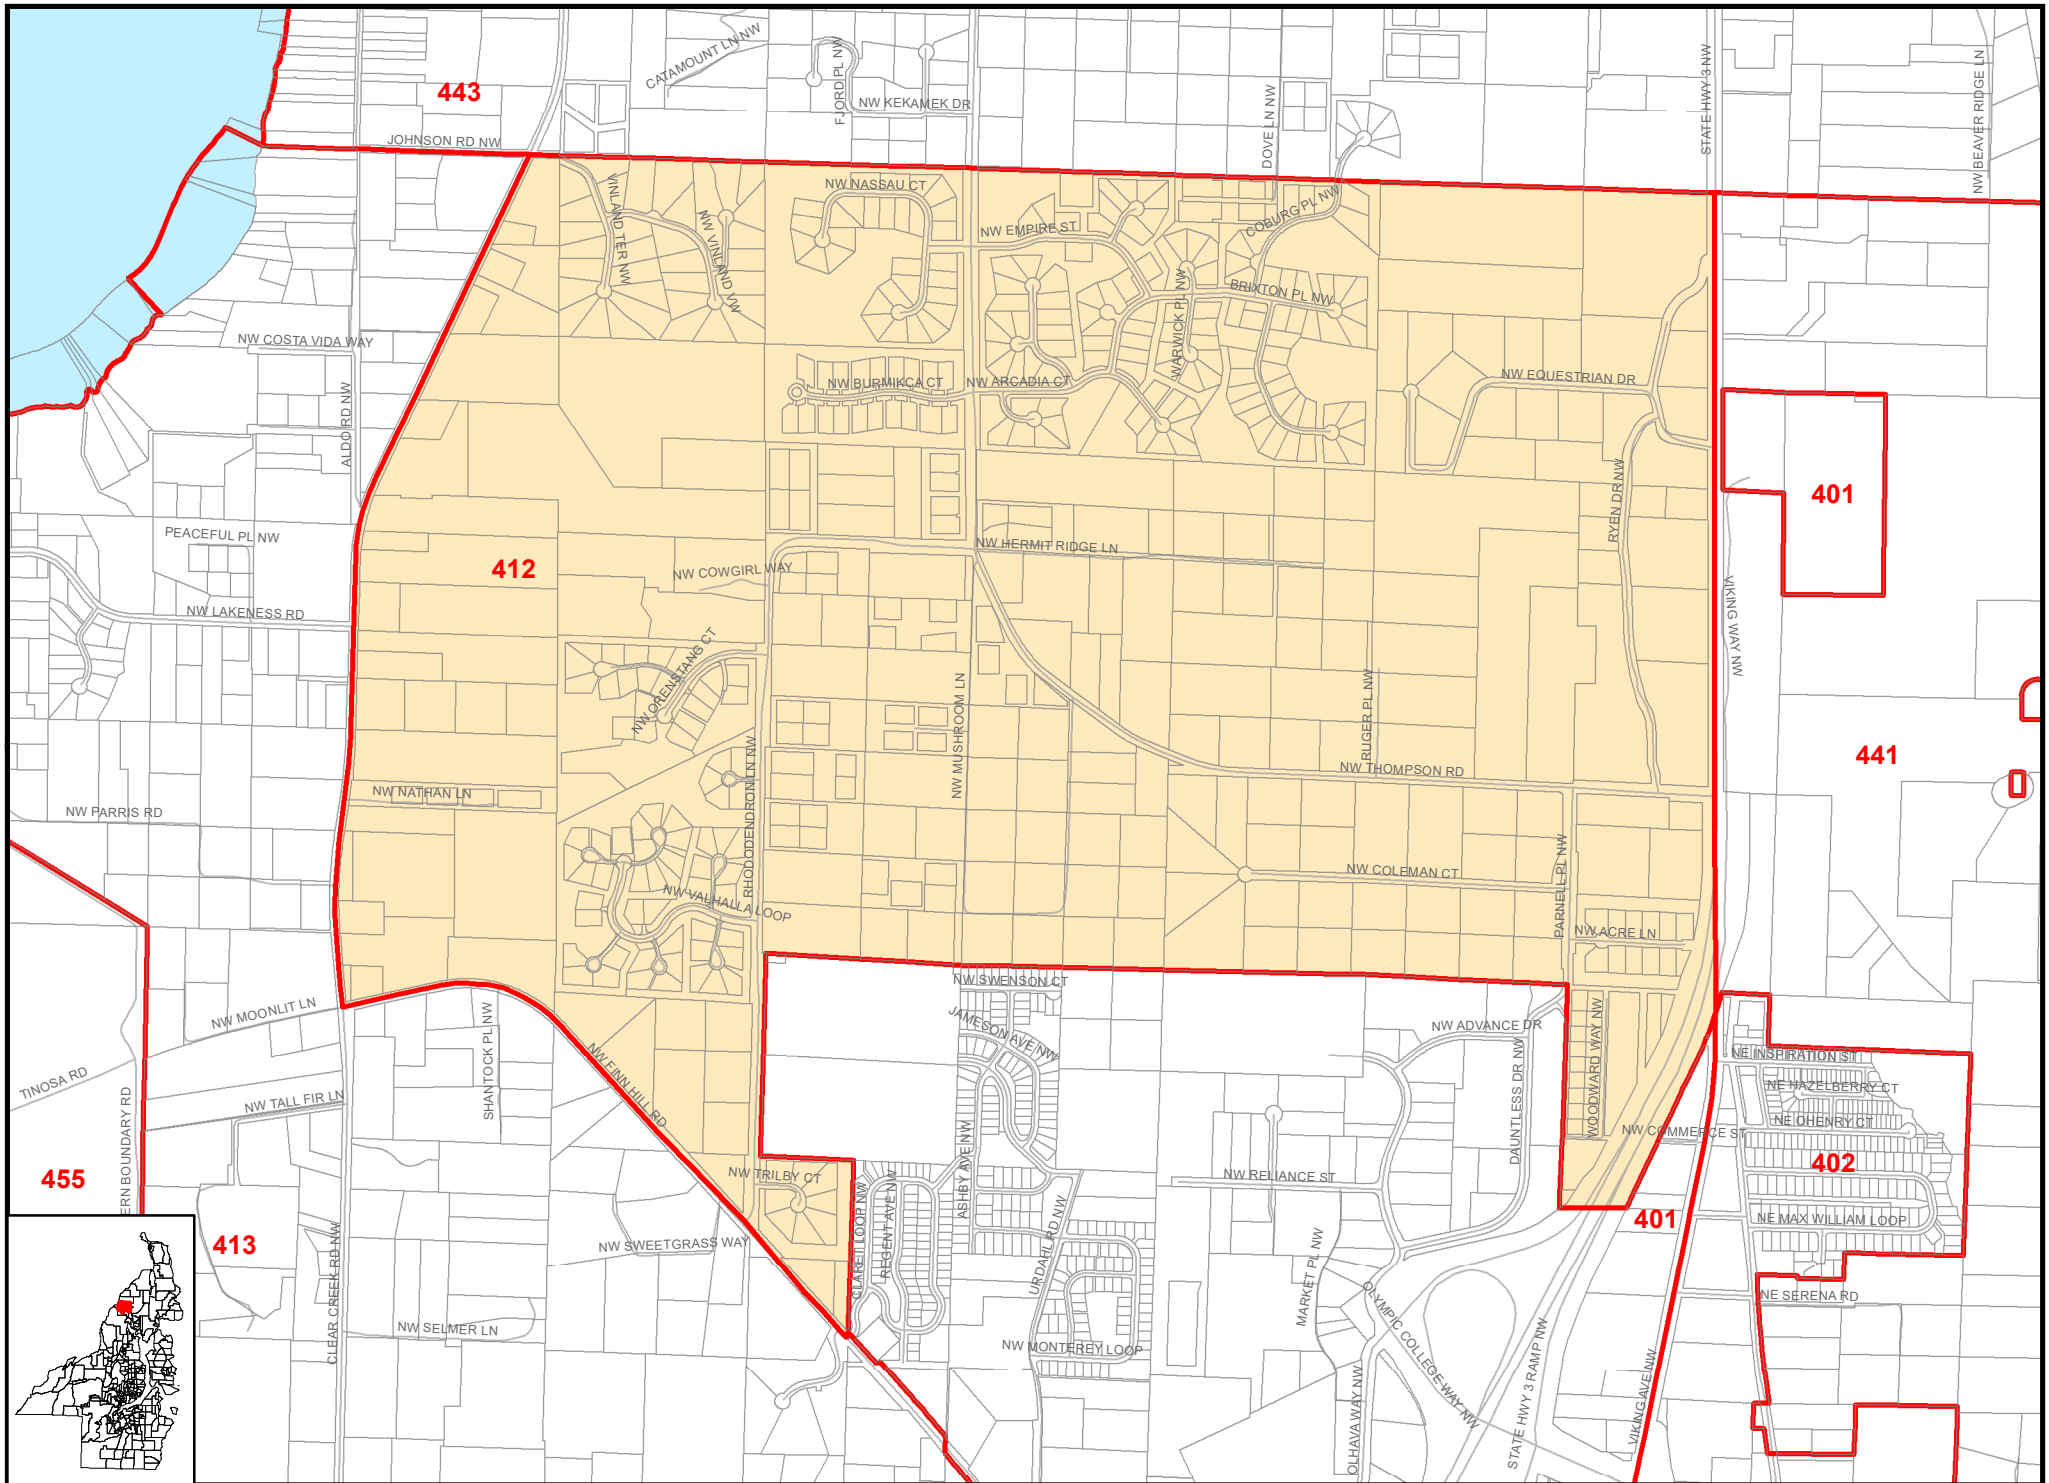 CATAMOUNT LN NW
FJORD PL NW
NW KEKAMEK DR
443
JOHNSON RD NW
DOVE LN NW
STATE HWY 3 NW
NW BEAVER RIDGE LN
VINLAND TER NW
NW VINLAND VW
NW NASSAU CT
NW EMPIRE ST
COBURG PL NW
WARWICK PL NW
BRIXTON PL NW
NW COSTA VIDA WAY
ALDO RD NW
NW BURMIKCA CT
NW ARCADIA CT
NW EQUESTRIAN DR
RYEN DR NW
401
PEACEFUL PL NW
412
NW COWGIRL WAY
NW HERMIT RIDGE LN
NW LAKENESS RD
NW ORENSTANG CT
VIKING WAY NW
NW MUSHROOM LN
RUGER PL NW
441
NW THOMPSON RD
RHODODENDRON LN NW
NW NATHAN LN
NW PARRIS RD
NW COLEMAN CT
PARNELL PL NW
NW VALHALLA LOOP
NW ACRE LN
NW SWENSON CT
NW MOONLIT LN
SHANTOCK PL NW
JAMESON AVE NW
NW ADVANCE DR
WOODWARD WAY NW
NW FINN HILL RD
NE INSPIRATION ST
TINOSA RD
NE HAZELBERRY CT
NW TALL FIR LN
DAUNTLESS DR NW
NE OHENRY CT
NW COMMERCE ST
ERN BOUNDARY RD
455
NW TRILBY CT
ASHBY AVE NW
NW RELIANCE ST
402
CLARET LOOP NW
REGENT AVE NW
URDAHL RD NW
401
NE MAX WILLIAM LOOP
413
NW SWEETGRASS WAY
MARKET PL NW
CLEAR CREEK RD NW
NE SERENA RD
NW SELMER LN
NW MONTEREY LOOP
OLYMPIC COLLEGE WAY NW
STATE HWY 3 RAMP NW
OLHAVA WAY NW
VIKING AVE NW